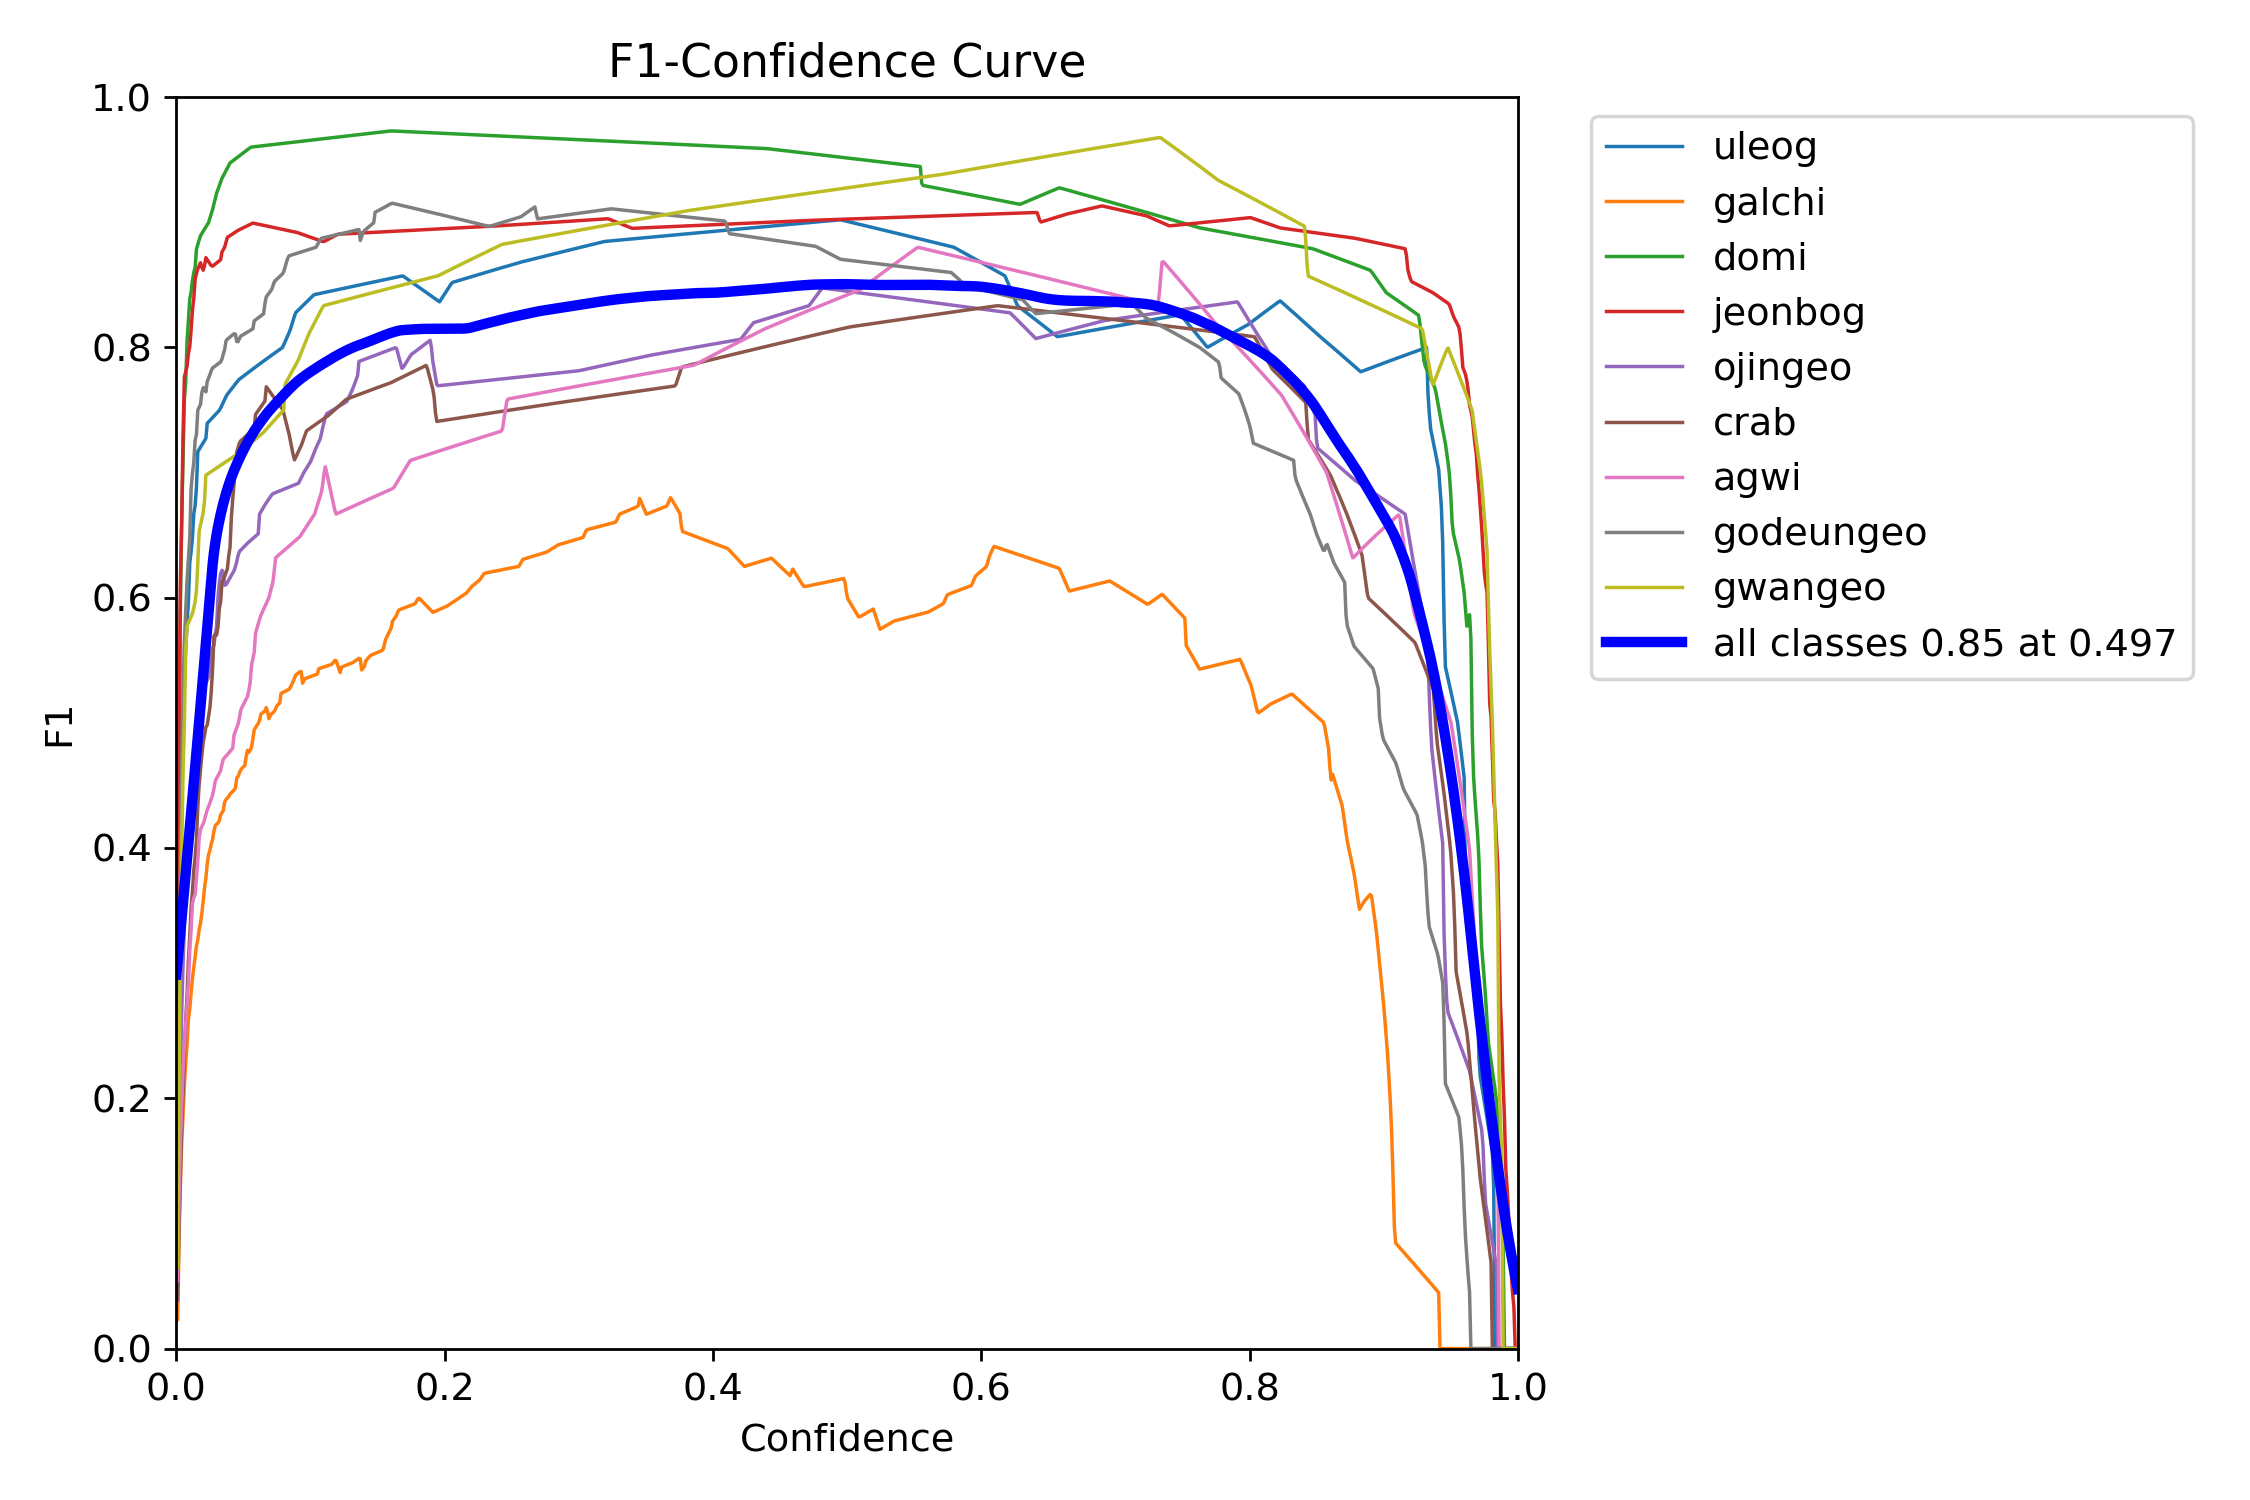 F1-Confidence Curve
1.0
0.8
0.6
0.4
0.2
0.0
F1
0.0 0.2 0.4 0.6 0.8 1.0
Confidence
uleog
galchi
domi
jeonbog
ojingeo
crab
agwi
godeungeo
gwangeo
all classes 0.85 at 0.497